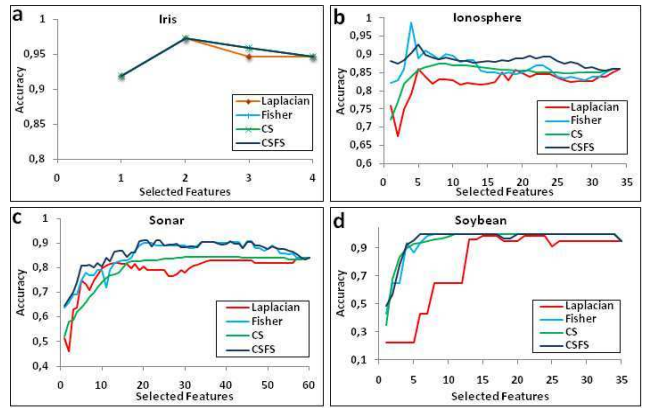 a
Iris
Accuracy
1
0,95
0,9
0,85
0,8
0 1 2 3 4
Selected Features
Laplacian
Fisher
CS
CSFS
b
Ionosphere
Accuracy
1
0,95
0,9
0,85
0,8
0,75
0,7
0,65
0,6
0 5 10 15 20 25 30 35
Selected Features
Laplacian
Fisher
CS
CSFS
c
Sonar
Accuracy
1
0,9
0,8
0,7
0,6
0,5
0,4
0 10 20 30 40 50 60
Selected Features
Laplacian
Fisher
CS
CSFS
d
Soybean
Accuracy
0,9
0,7
0,5
0,3
0,1
0 5 10 15 20 25 30 35
Selected Features
Laplacian
Fisher
CS
CSFS